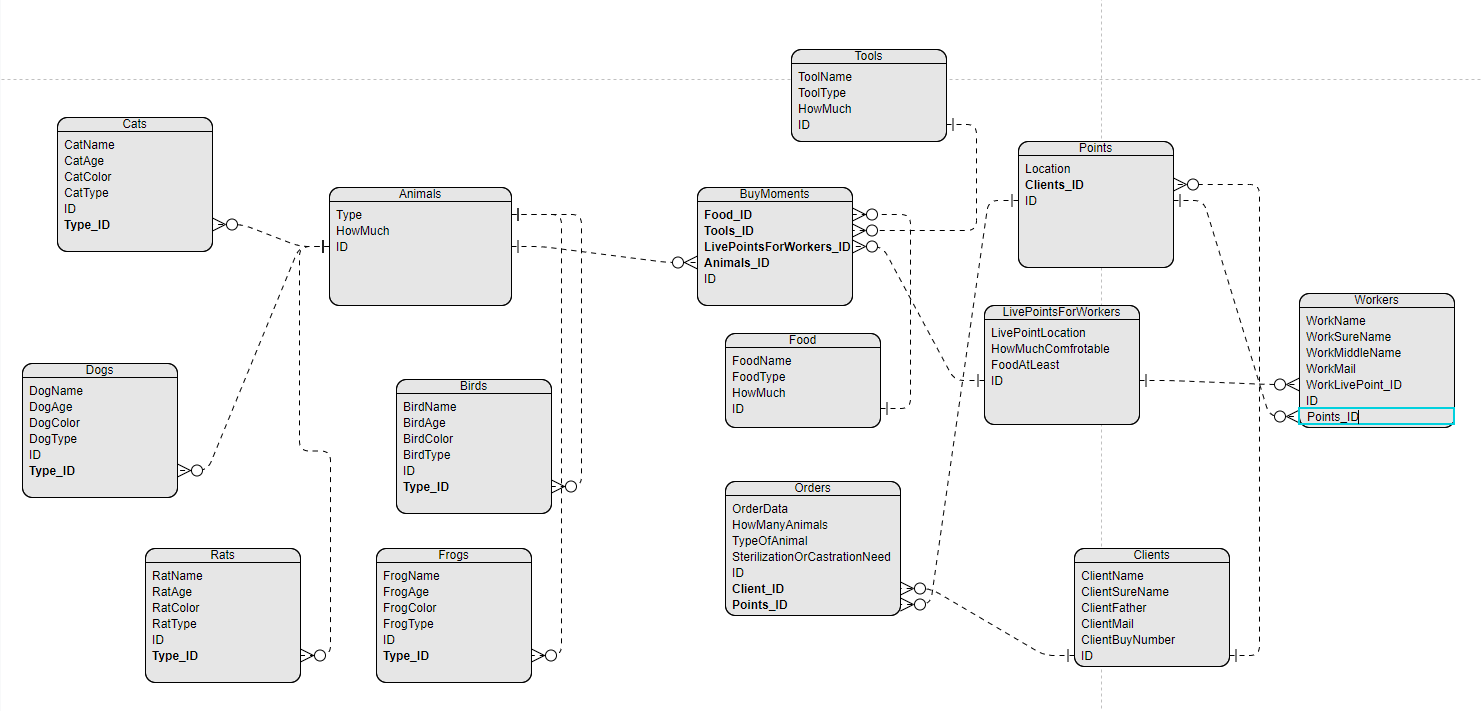 Tools
ToolName
ToolType
HowMuch
ID
Cats
CatName
CatAge
CatColor
CatType
ID
Type_ID
Points
Location
Clients_ID
ID
Animals
Type
HowMuch
ID
BuyMoments
Food_ID
Tools_ID
LivePointsForWorkers_ID
Animals_ID
ID
Workers
WorkName
WorkSureName
WorkMiddleName
WorkMail
WorkLivePoint_ID
ID
Points_ID
LivePointsForWorkers
LivePointLocation
HowMuchComfrotable
FoodAtLeast
ID
Food
FoodName
FoodType
HowMuch
ID
Dogs
DogName
DogAge
DogColor
DogType
ID
Type_ID
Birds
BirdName
BirdAge
BirdColor
BirdType
ID
Type_ID
Orders
OrderData
HowManyAnimals
TypeOfAnimal
SterilizationOrCastrationNeed
ID
Client_ID
Points_ID
Rats
RatName
RatAge
RatColor
RatType
ID
Type_ID
Frogs
FrogName
FrogAge
FrogColor
FrogType
ID
Type_ID
Clients
ClientName
ClientSureName
ClientFather
ClientMail
ClientBuyNumber
ID